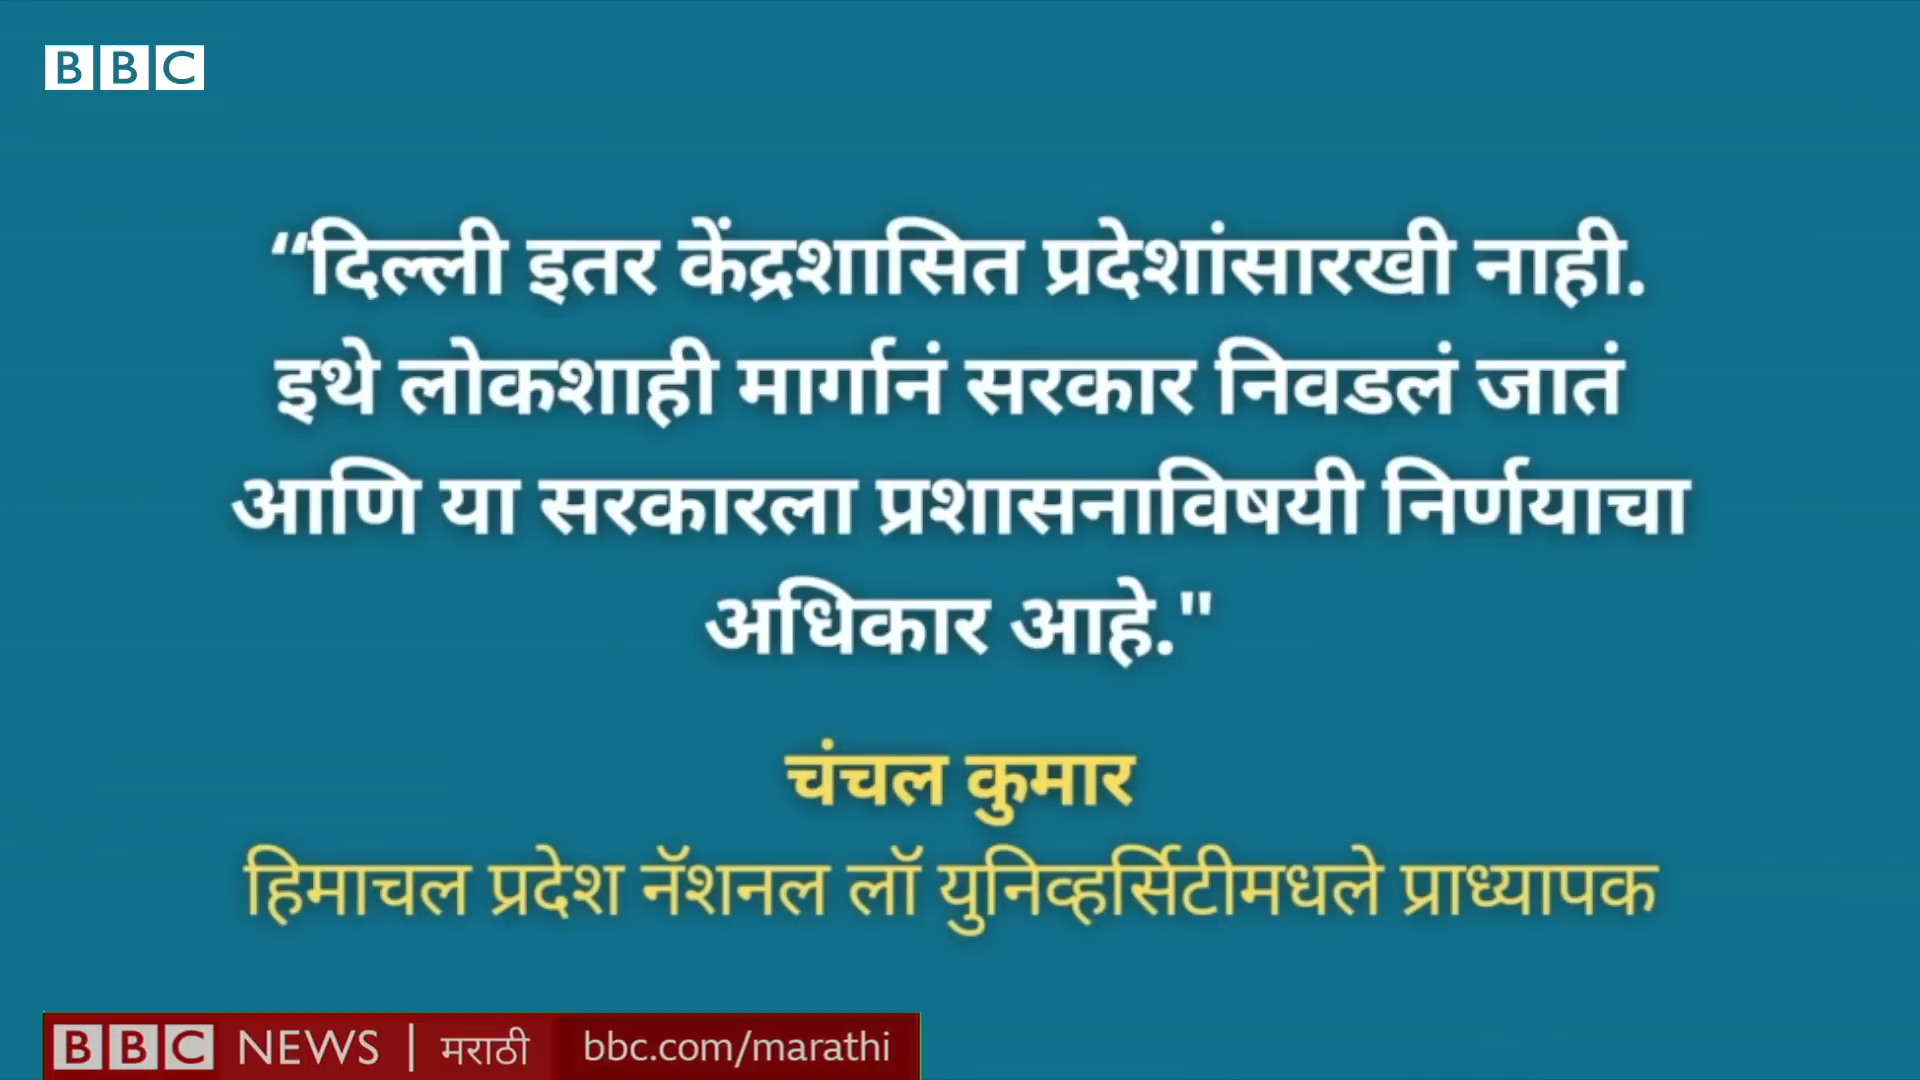 BBC
“दिल्ली इतर केंद्रशासित प्रदेशांसारखी नाही.
इथे लोकशाही मार्गानं सरकार निवडलं जातं
आणि या सरकारला प्रशासनाविषयी निर्णयाचा
अधिकार आहे."
चंचल कुमार
हिमाचल प्रदेश नॅशनल लॉ युनिव्हर्सिटीमधले प्राध्यापक
BBC NEWS | मराठी bbc.com/marathi